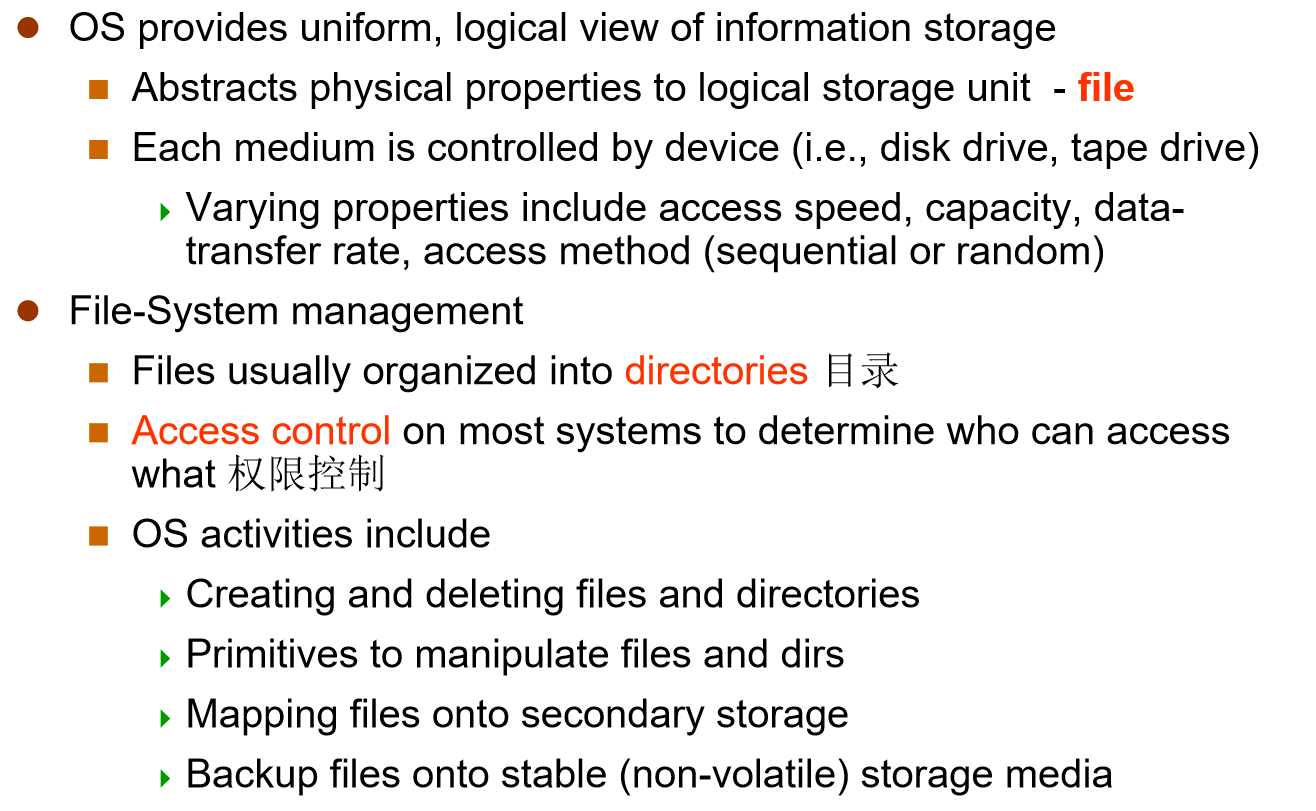 OS provides uniform, logical view of information storage
Abstracts physical properties to logical storage unit - file
Each medium is controlled by device (i.e., disk drive, tape drive)
Varying properties include access speed, capacity, data-
transfer rate, access method (sequential or random)
File-System management
Files usually organized into directories 目录
Access control on most systems to determine who can access
what 权限控制
OS activities include
Creating and deleting files and directories
Primitives to manipulate files and dirs
Mapping files onto secondary storage
Backup files onto stable (non-volatile) storage media